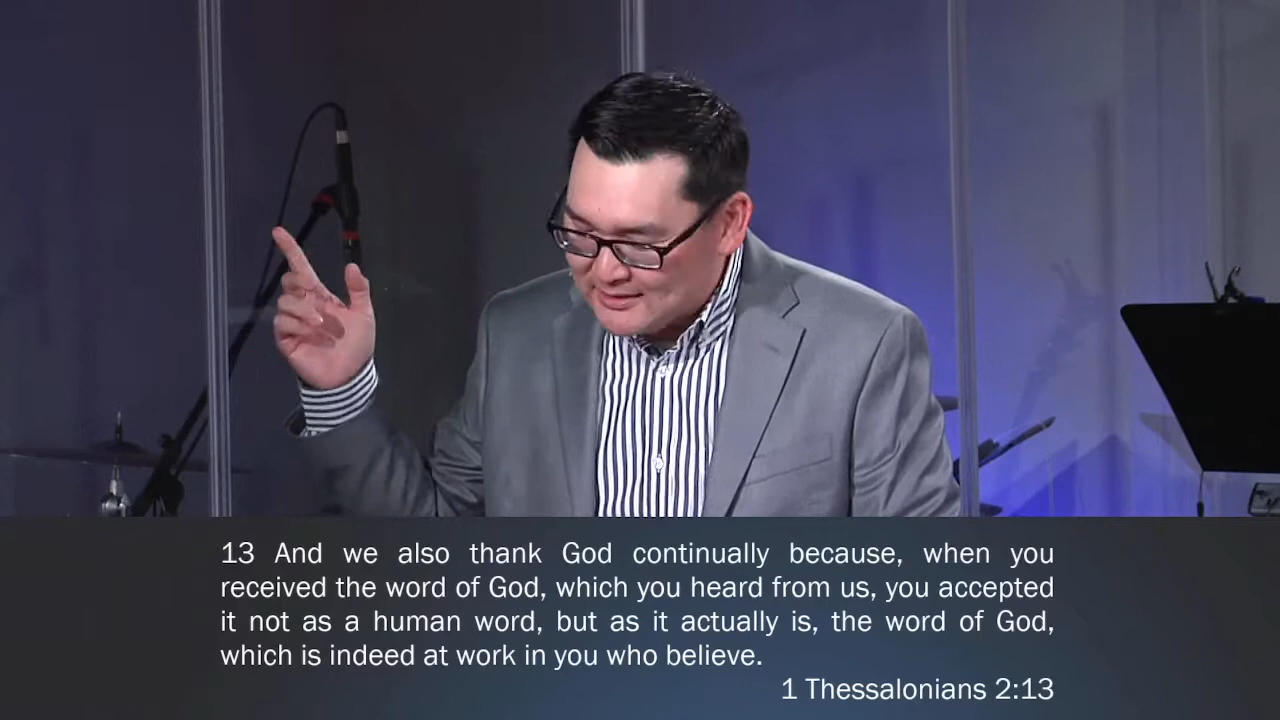 13 And we also thank God continually because, when you
received the word of God, which you heard from us, you accepted
it not as a human word, but as it actually is, the word of God,
which is indeed at work in you who believe.
1 Thessalonians 2:13